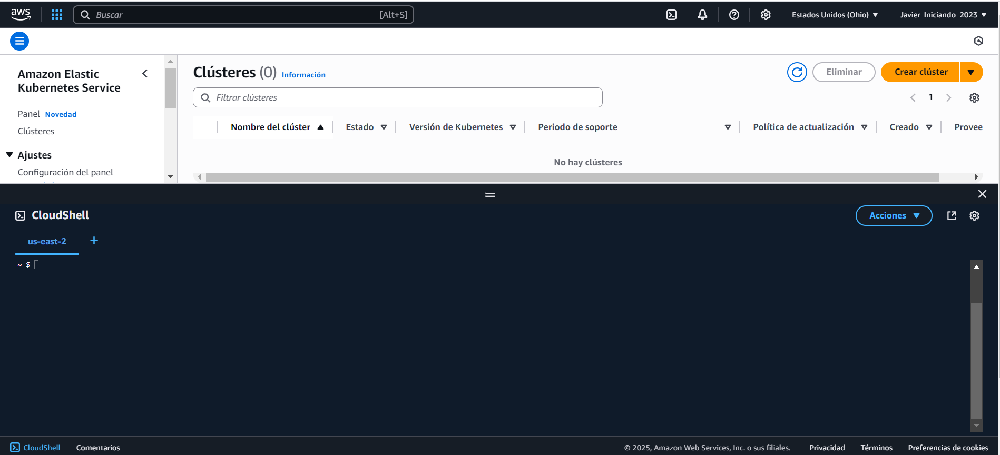 aws
Buscar [Alt+S] Estados Unidos (Ohio) Javier_Iniciando_2023
Amazon Elastic
Kubernetes Service
Panel Novedad
Clústeres
Ajustes
Configuración del panel
Clústeres (0) Información
Eliminar Crear clúster
Filtrar clústeres
1
Nombre del clúster Estado Versión de Kubernetes Periodo de soporte Política de actualización Creado Provee
No hay clústeres
CloudShell
Acciones
us-east-2 +
~ $
CloudShell Comentarios © 2025, Amazon Web Services, Inc. o sus filiales. Privacidad Términos Preferencias de cookies